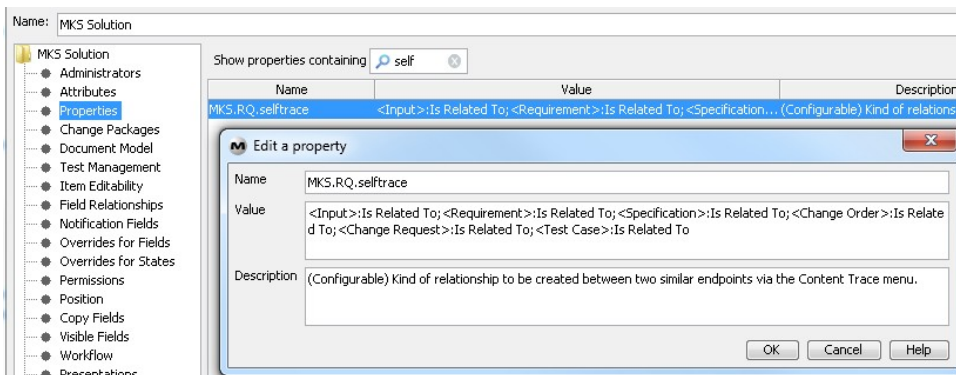 Name: MKS Solution
MKS Solution
Administrators
Attributes
Properties
Change Packages
Document Model
Test Management
Item Editability
Field Relationships
Notification Fields
Overrides for Fields
Overrides for States
Permissions
Position
Copy Fields
Visible Fields
Workflow
Presentations
Show properties containing self
Name Value Description
MKS.RQ.selftrace <Input>:Is Related To; <Requirement>:Is Related To; <Specification... (Configurable) Kind of relations
Edit a property
Name MKS.RQ.selftrace
Value <Input>:Is Related To;<Requirement>:Is Related To;<Specification>:Is Related To;<Change Order>:Is Relate
d To;<Change Request>:Is Related To;<Test Case>:Is Related To
Description (Configurable) Kind of relationship to be created between two similar endpoints via the Content Trace menu.
OK Cancel Help